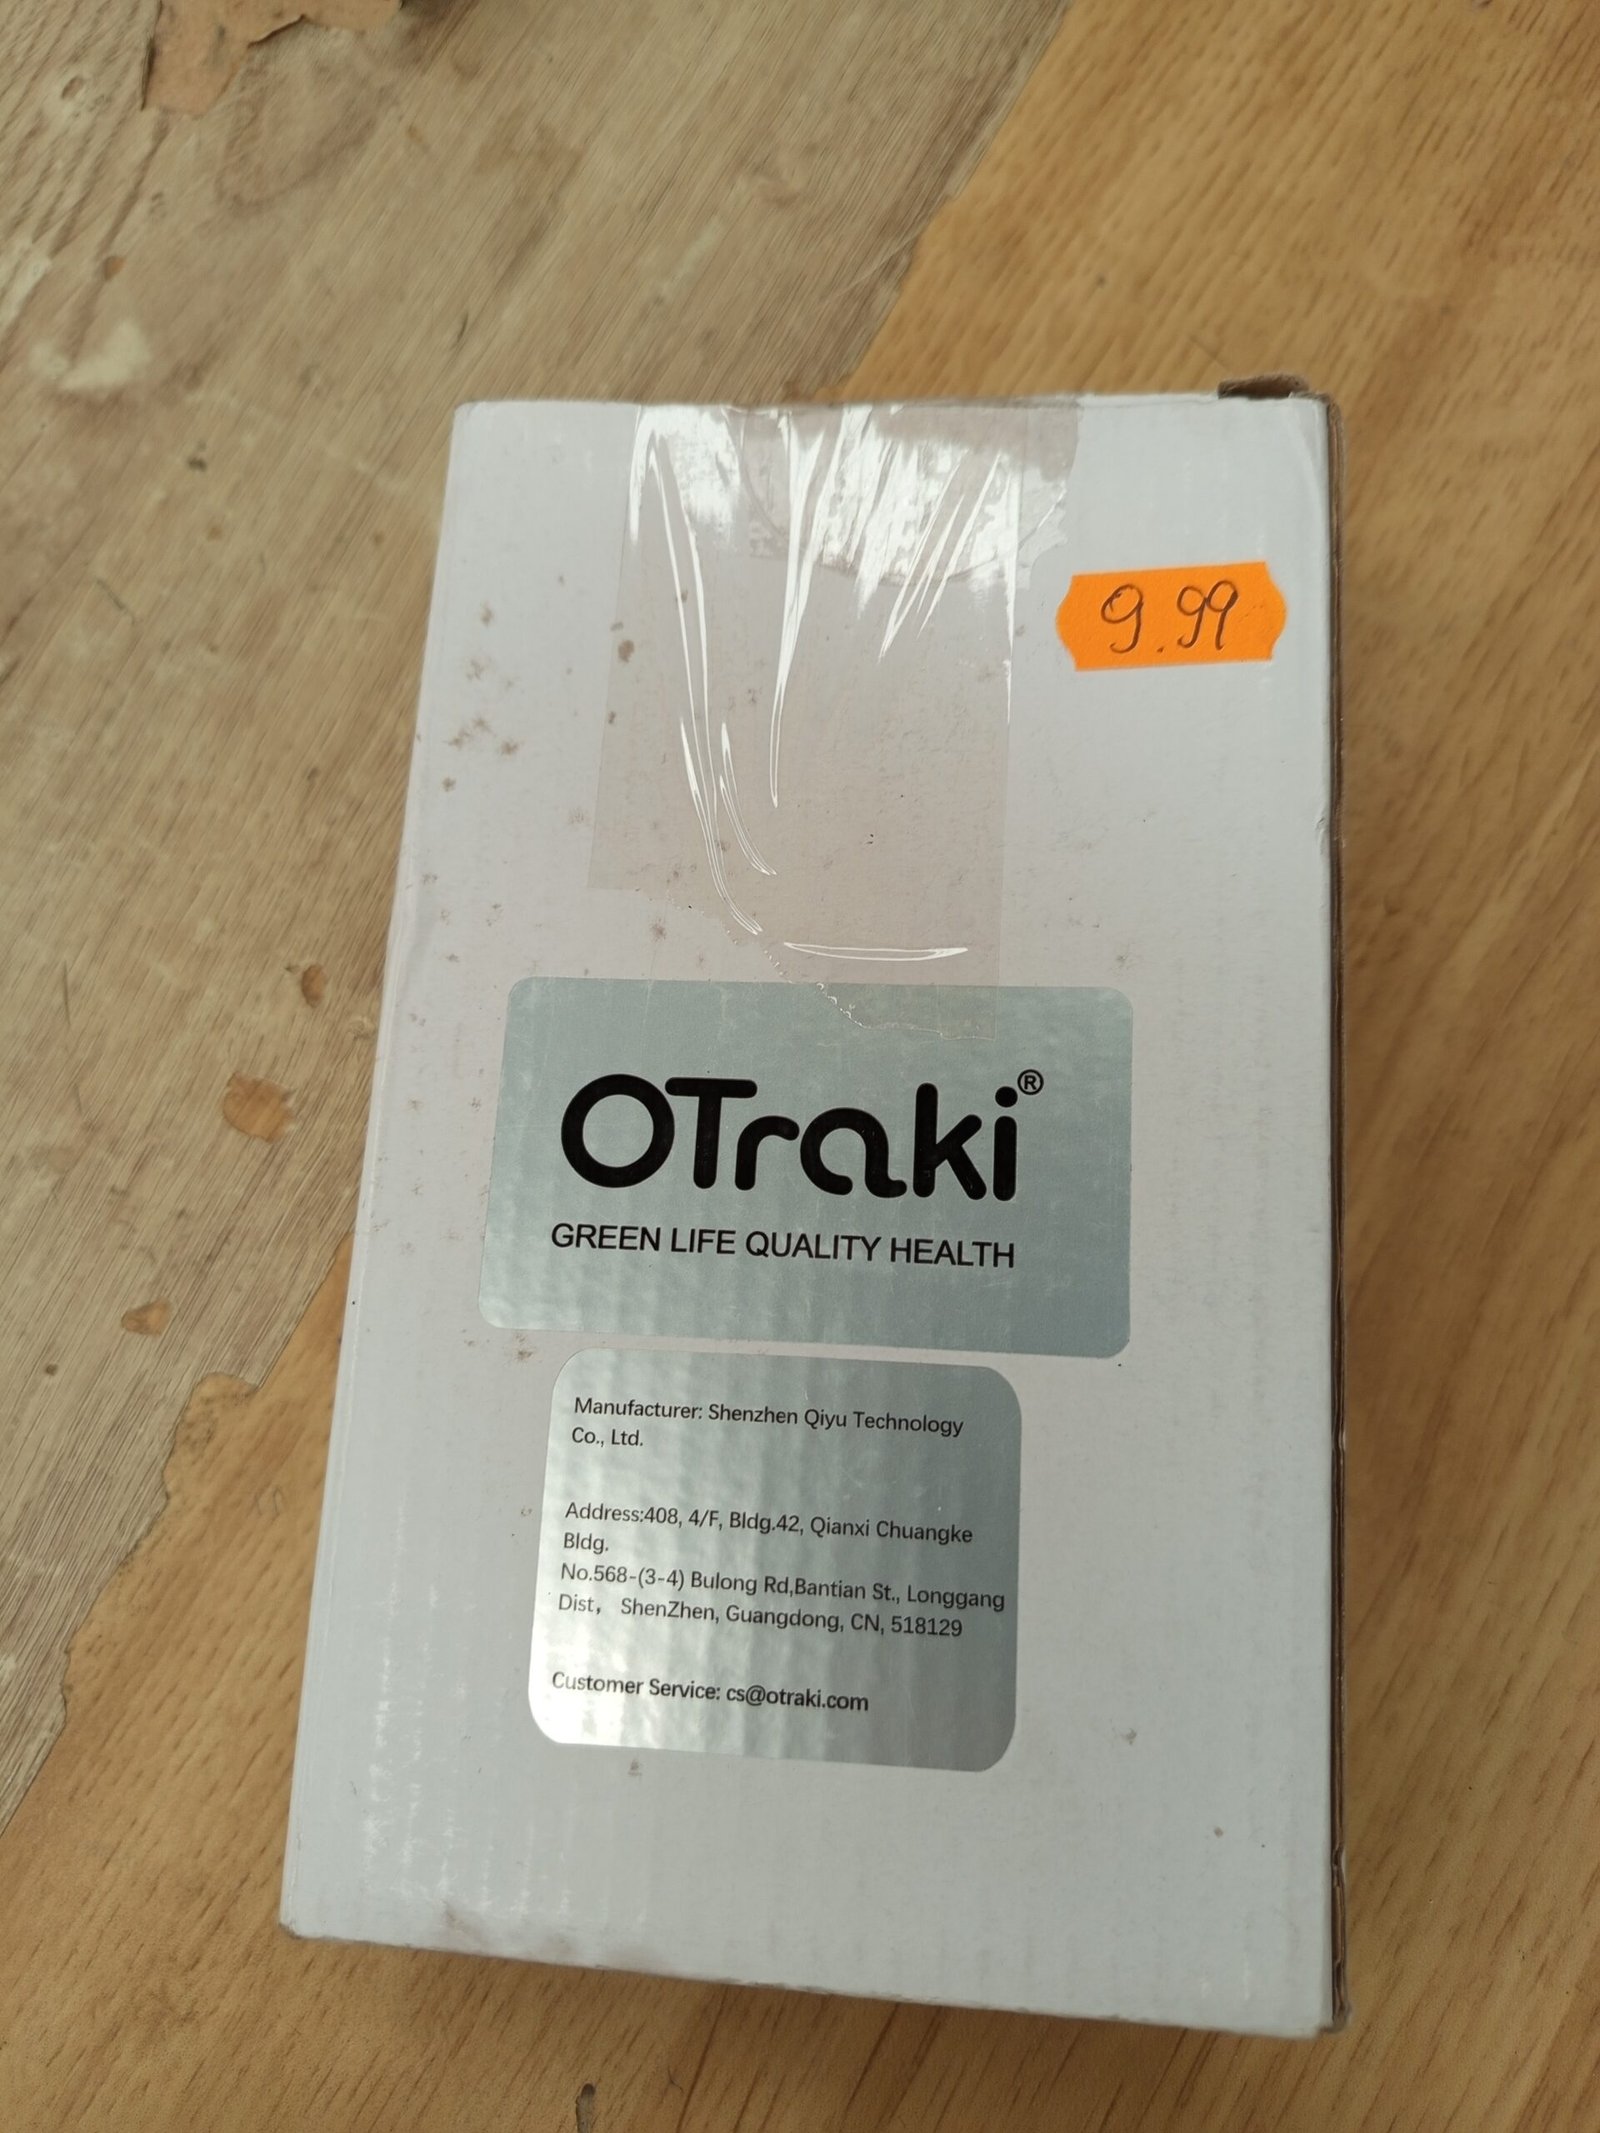 9.99
OTraki®
GREEN LIFE QUALITY HEALTH
Manufacturer: Shenzhen Qiyu Technology
Co., Ltd.
Address:408, 4/F, Bldg.42, Qianxi Chuangke
Bldg.
No.568-(3-4) Bulong Rd,Bantian St., Longgang
Dist， ShenZhen, Guangdong, CN, 518129
Customer Service: cs@otraki.com